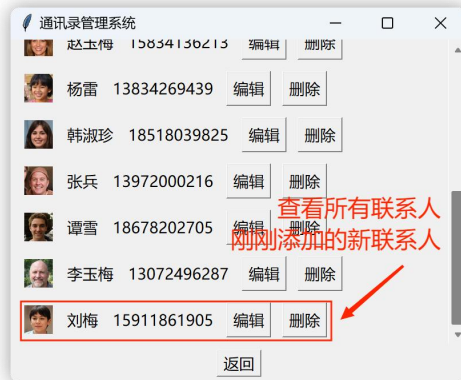 通讯录管理系统
赵玉梅 15834136213 编辑 删除
杨雷 13834269439 编辑 删除
韩淑珍 18518039825 编辑 删除
张兵 13972000216 编辑 删除
查看所有联系人
谭雪 18678202705 编辑 删除
刚刚添加的新联系人
李玉梅 13072496287 编辑 删除
刘梅 15911861905 编辑 删除
返回